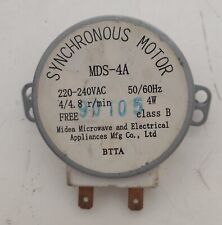 SYNCHRONOUS MOTOR
MDS-4A
220-240VAC 50/60Hz
4/4.8 r/min 4W
FREE class B
Midea Microwave and Electrical
Appliances Mfg Co., Ltd
BTTA